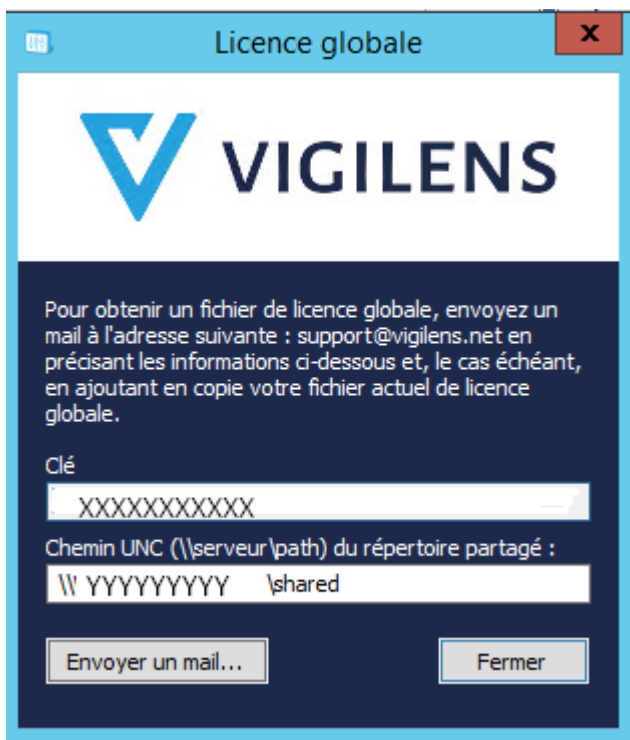 Licence globale
x
VIGILENS
Pour obtenir un fichier de licence globale, envoyez un
mail à l'adresse suivante : support@vigilens.net en
précisant les informations ci-dessous et, le cas échéant,
en ajoutant en copie votre fichier actuel de licence
globale.
Clé
XXXXXXXXXXX
Chemin UNC (\\serveur\path) du répertoire partagé :
\\ YYYYYYYYY \shared
Envoyer un mail...
Fermer